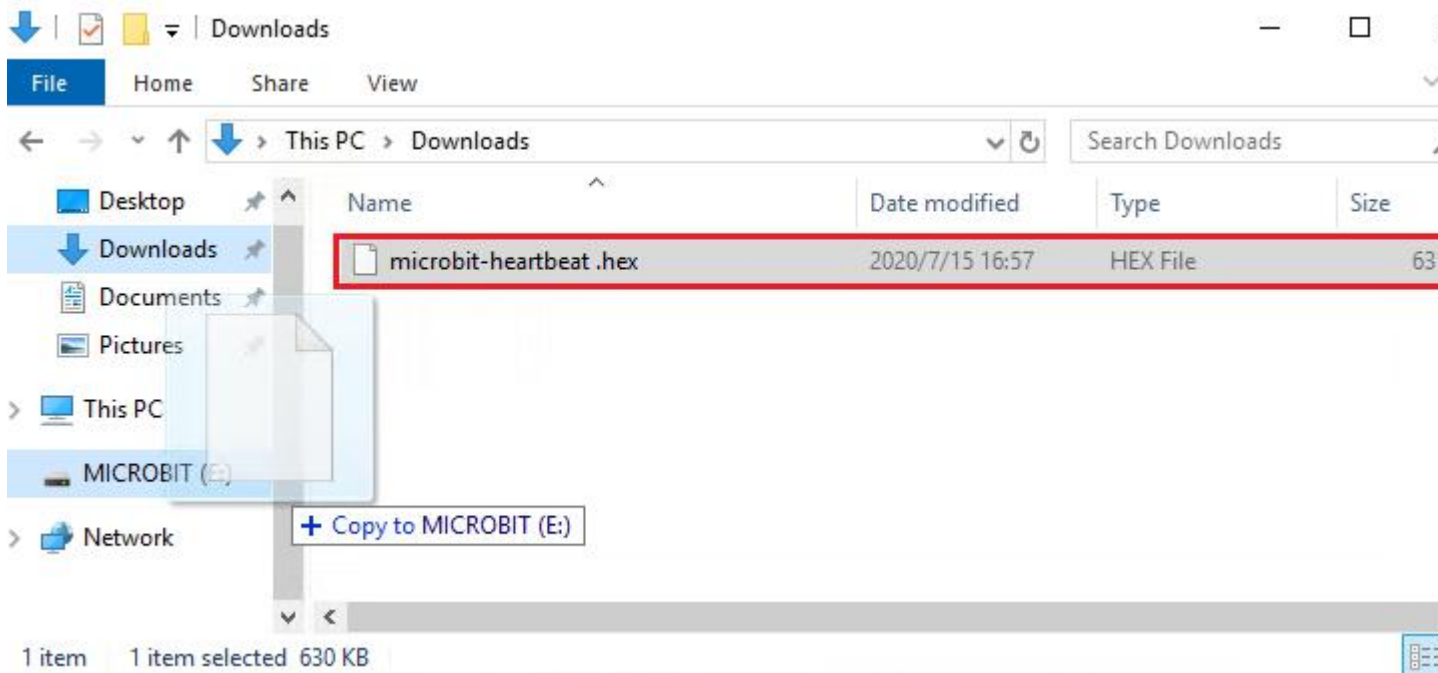 Downloads
File Home Share View
This PC > Downloads Search Downloads
Desktop Name Date modified Type Size
Downloads microbit-heartbeat .hex 2020/7/15 16:57 HEX File 63
Documents
Pictures
This PC
MICROBIT (E:)
+ Copy to MICROBIT (E:)
Network
1 item 1 item selected 630 KB